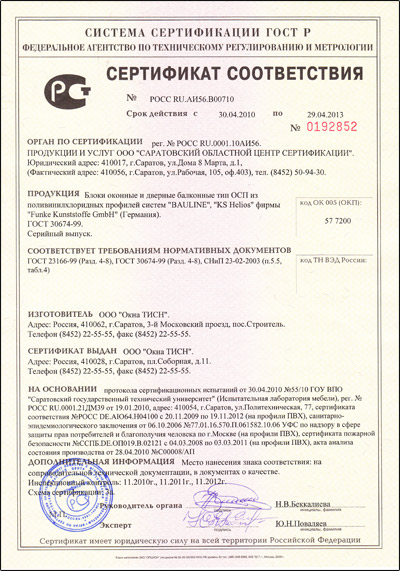 СИСТЕМА СЕРТИФИКАЦИИ ГОСТ Р
ФЕДЕРАЛЬНОЕ АГЕНТСТВО ПО ТЕХНИЧЕСКОМУ РЕГУЛИРОВАНИЮ И МЕТРОЛОГИИ
СЕРТИФИКАТ СООТВЕТСТВИЯ
№ РОСС RU.АИ56.В00710
Срок действия с 30.04.2010 по 29.04.2013
№ 0192852
ОРГАН ПО СЕРТИФИКАЦИИ рег. № РОСС RU.0001.10АИ56.
ПРОДУКЦИИ И УСЛУГ ООО "САРАТОВСКИЙ ОБЛАСТНОЙ ЦЕНТР СЕРТИФИКАЦИИ".
Юридический адрес: 410017, г.Саратов, ул.Дома 8 Марта, д.1,
(Фактический адрес: 410056, г.Саратов, ул.Рабочая, 105, оф.403), тел. (8452) 50-94-30.
ПРОДУКЦИЯ Блоки оконные и дверные балконные тип ОСП из
поливинилхлоридных профилей систем "BAULINE", "KS Helios" фирмы
"Funke Kunststoffe GmbH" (Германия).
ГОСТ 30674-99.
Серийный выпуск.
код ОК 005 (ОКП):
57 7200
СООТВЕТСТВУЕТ ТРЕБОВАНИЯМ НОРМАТИВНЫХ ДОКУМЕНТОВ
ГОСТ 23166-99 (Разд. 4-8), ГОСТ 30674-99 (Разд. 4-8), СНиП 23-02-2003 (п.5.5,
табл.4)
код ТН ВЭД России:
ИЗГОТОВИТЕЛЬ ООО "Окна ТИСН".
Адрес: Россия, 410062, г.Саратов, 3-й Московский проезд, пос.Строитель.
Телефон (8452) 22-55-55, факс (8452) 22-55-55.
СЕРТИФИКАТ ВЫДАН ООО "Окна ТИСН".
Адрес: Россия, 410028, г.Саратов, пл.Соборная, д.11.
Телефон (8452) 22-55-55, факс (8452) 22-55-55.
НА ОСНОВАНИИ протокола сертификационных испытаний от 30.04.2010 №55/10 ГОУ ВПО
"Саратовский государственный технический университет" (Испытательная лаборатория мебели), рег. №
РОСС RU.0001.21ДМ39 от 19.01.2010, адрес: 410054, г.Саратов, ул.Политехническая, 77, сертификата
соответствия №РОСС DE.АЮ64.Н04100 с 20.11.2009 по 19.11.2012 (на профили ПВХ), санитарно-
эпидемиологического заключения от 06.10.2006 №77.01.16.570.П.061582.10.06 УФС по надзору в сфере
защиты прав потребителей и благополучия человека по г.Москве (на профили ПВХ), сертификата пожарной
безопасности №ССПБ.DE.ОП019.В.02121 с 04.03.2008 по 03.03.2011 (на профили ПВХ), акта анализа
состояния производства от 28.04.2010 №С00008/АП
ДОПОЛНИТЕЛЬНАЯ ИНФОРМАЦИЯ Место нанесения знака соответствия: на
сопроводительной технической документации, в документах о качестве.
Инспекционный контроль: 11.2010г., 11.2011г., 11.2012г.
Схема сертификации: 3а
Руководитель органа
Н.В.Беккалиева
инициалы, фамилия
М.П.
Эксперт
Ю.Н.Поваляев
инициалы, фамилия
Сертификат имеет юридическую силу на всей территории Российской Федерации